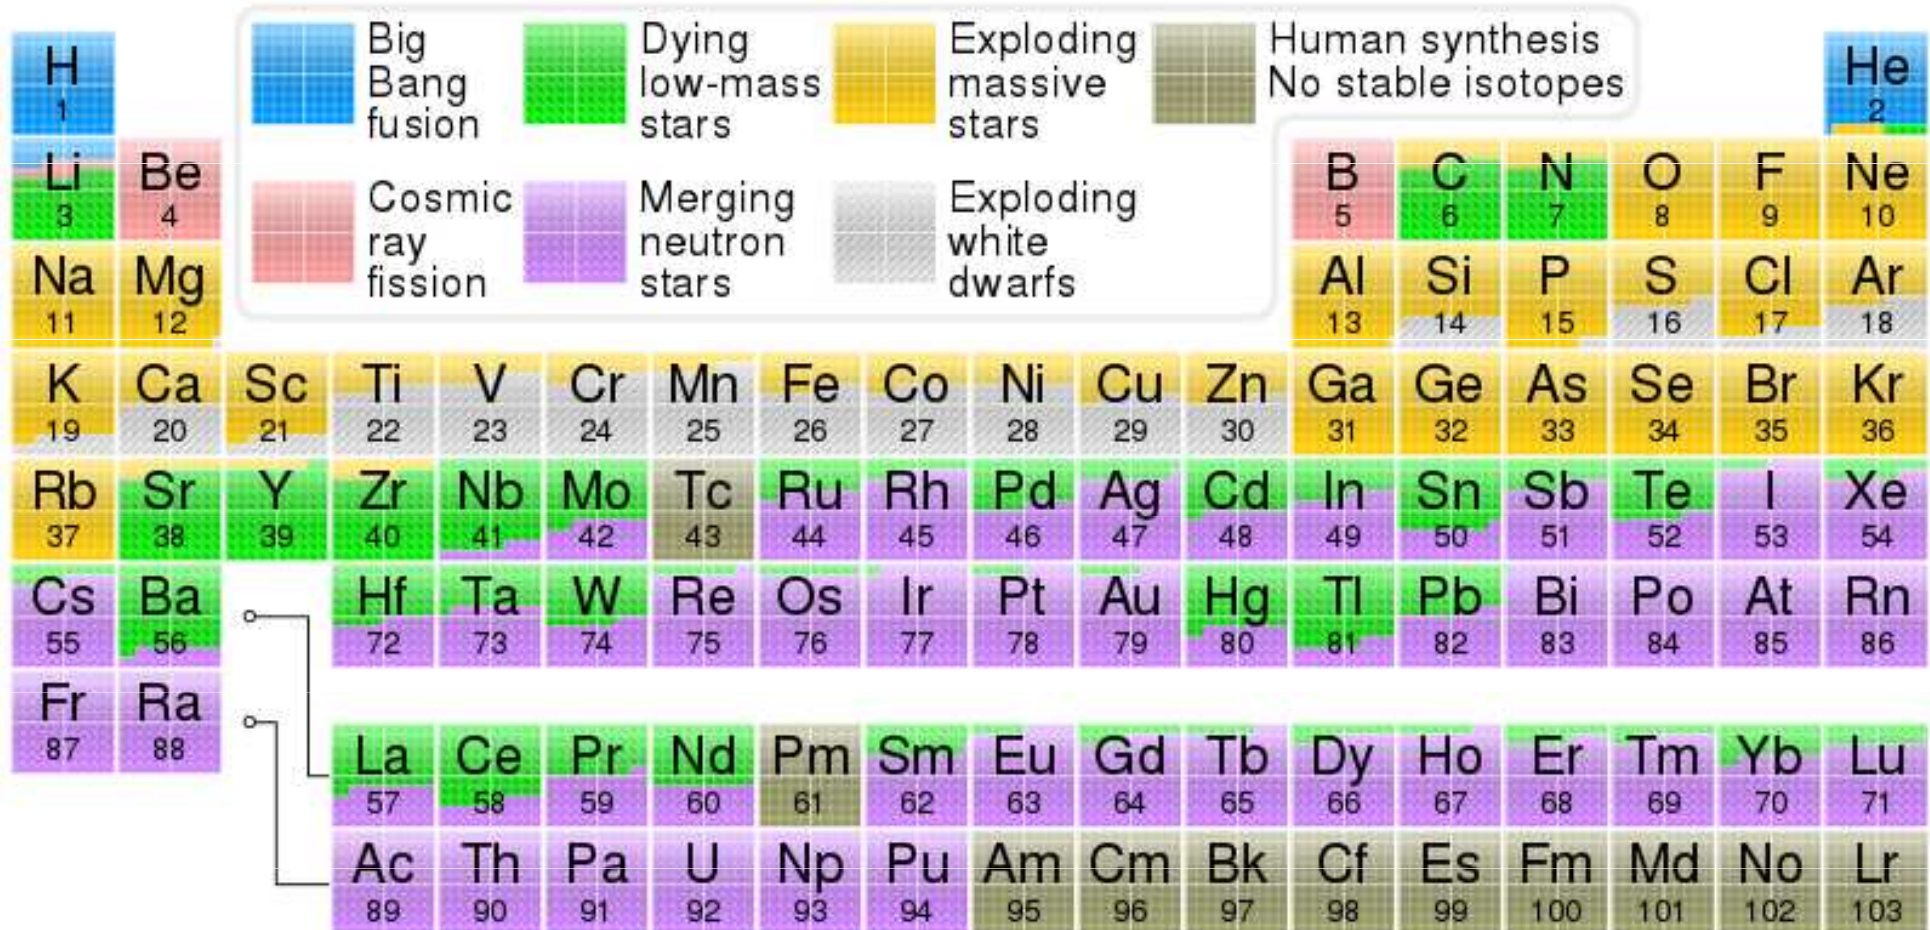 Big Bang fusion
Dying low-mass stars
Exploding massive stars
Human synthesis No stable isotopes
Cosmic ray fission
Merging neutron stars
Exploding white dwarfs
H He
1 2
Li Be B C N O F Ne
3 4 5 6 7 8 9 10
Na Mg Al Si P S Cl Ar
11 12 13 14 15 16 17 18
K Ca Sc Ti V Cr Mn Fe Co Ni Cu Zn Ga Ge As Se Br Kr
19 20 21 22 23 24 25 26 27 28 29 30 31 32 33 34 35 36
Rb Sr Y Zr Nb Mo Tc Ru Rh Pd Ag Cd In Sn Sb Te I Xe
37 38 39 40 41 42 43 44 45 46 47 48 49 50 51 52 53 54
Cs Ba Hf Ta W Re Os Ir Pt Au Hg Tl Pb Bi Po At Rn
55 56 72 73 74 75 76 77 78 79 80 81 82 83 84 85 86
Fr Ra
87 88
La Ce Pr Nd Pm Sm Eu Gd Tb Dy Ho Er Tm Yb Lu
57 58 59 60 61 62 63 64 65 66 67 68 69 70 71
Ac Th Pa U Np Pu Am Cm Bk Cf Es Fm Md No Lr
89 90 91 92 93 94 95 96 97 98 99 100 101 102 103